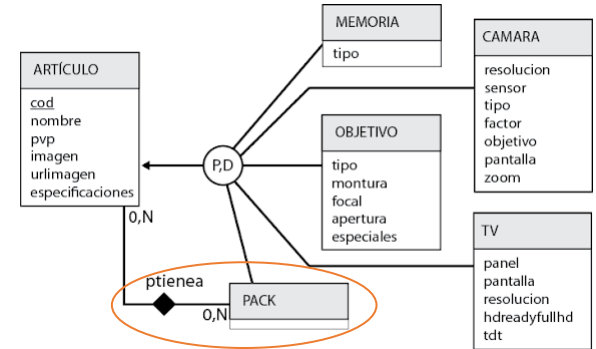 ARTÍCULO
cod
nombre
pvp
imagen
urlimagen
especificaciones
0,N
ptienea
0,N
PACK
P,D
MEMORIA
tipo
OBJETIVO
tipo
montura
focal
apertura
especiales
CAMARA
resolucion
sensor
tipo
factor
objetivo
pantalla
zoom
TV
panel
pantalla
resolucion
hdreadyfullhd
tdt